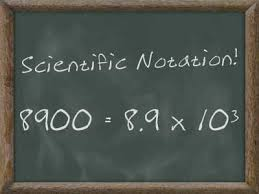 Scientific Notation!
8900 = 8.9 x 10³